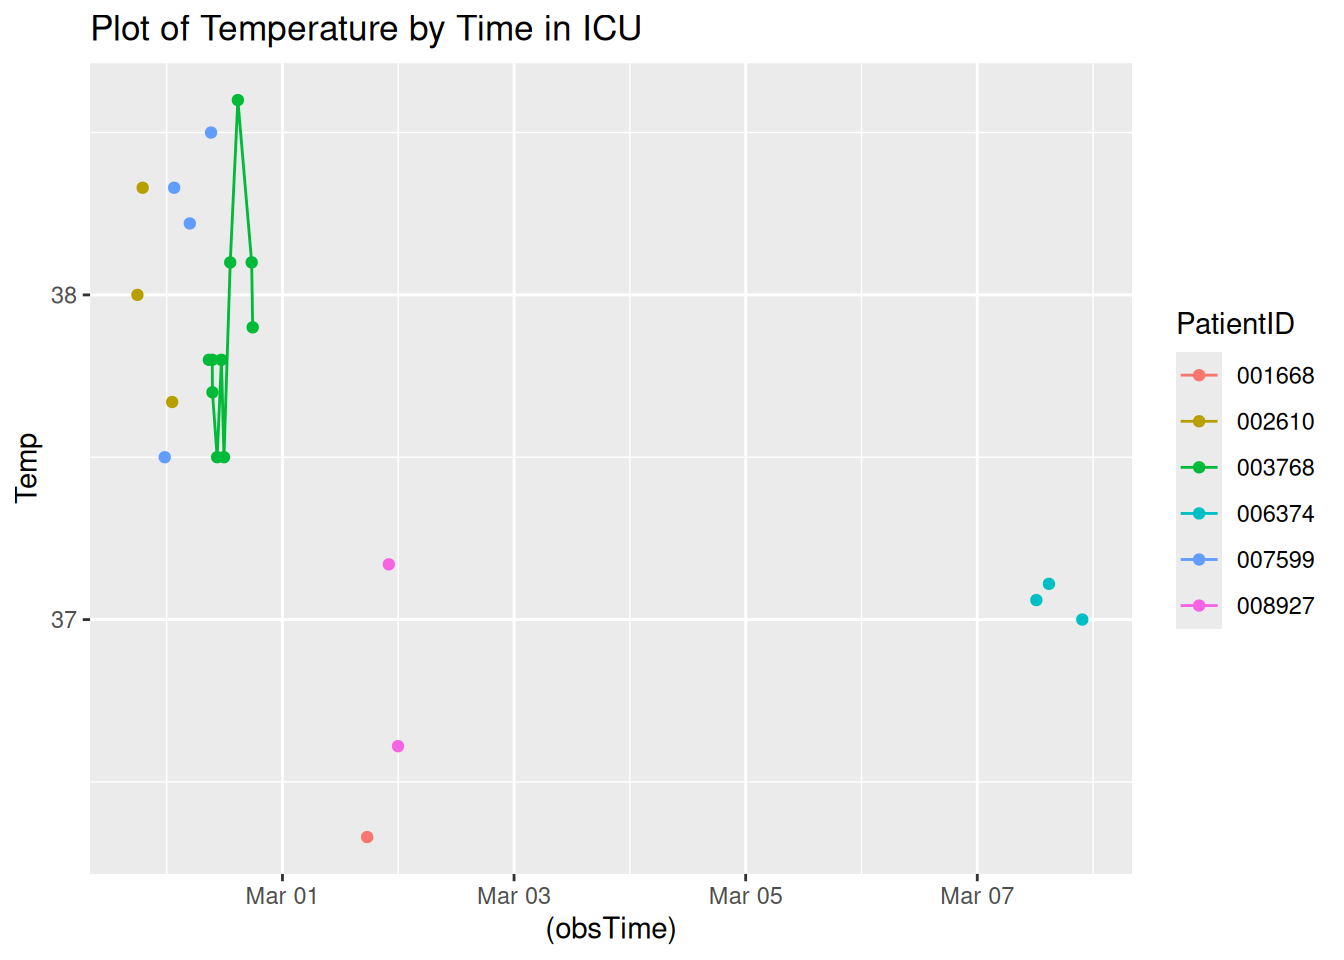 Plot of Temperature by Time in ICU
Temp
38
37
Mar 01
Mar 03
Mar 05
Mar 07
(obsTime)
PatientID
001668
002610
003768
006374
007599
008927